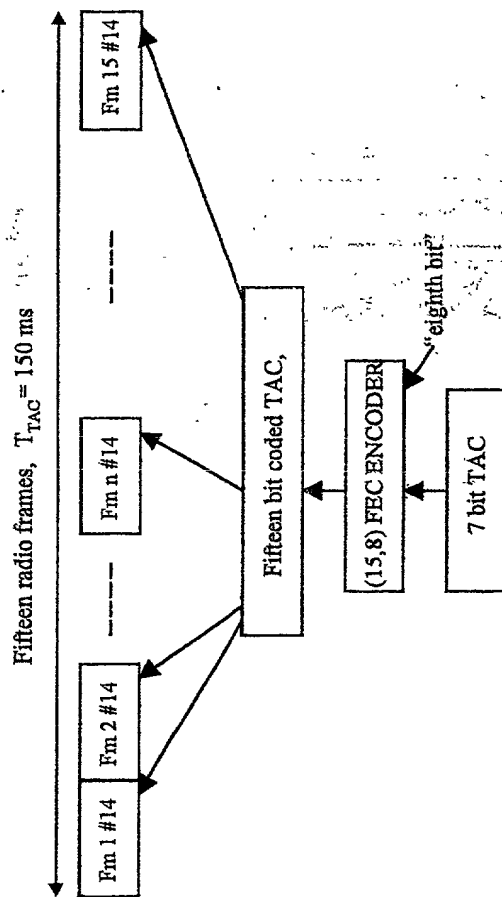 Fifteen radio frames, T_TAC = 150 ms
Fm 1 #14
Fm 2 #14
Fm n #14
Fm 15 #14
Fifteen bit coded TAC,
(15,8) FEC ENCODER
"eighth bit"
7 bit TAC